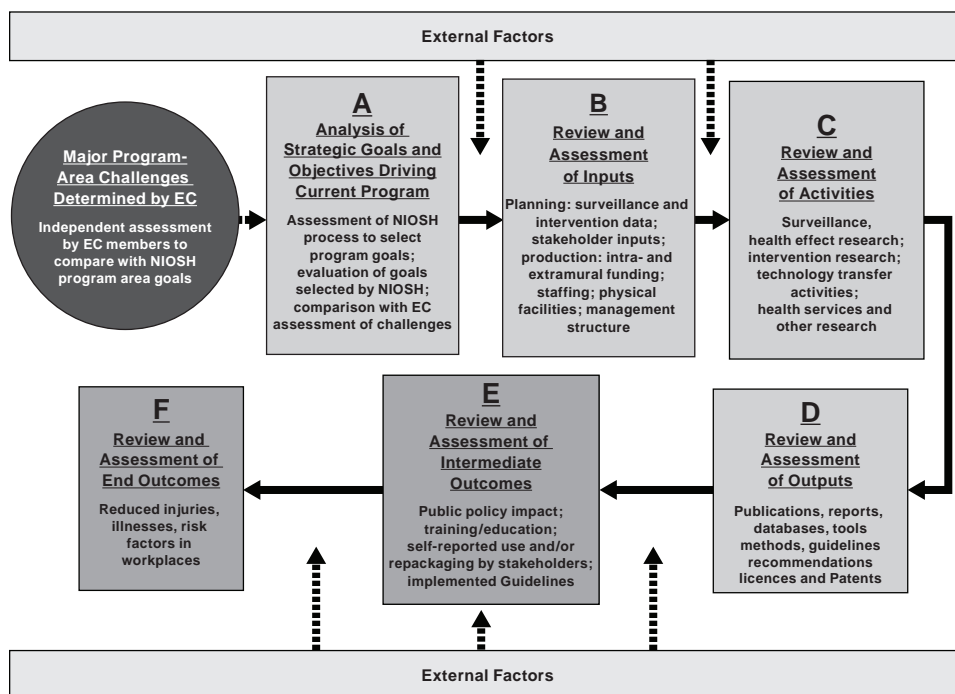 External Factors
Major Program-
Area Challenges
Determined by EC
Independent assessment
by EC members to
compare with NIOSH
program area goals
A
Analysis of
Strategic Goals and
Objectives Driving
Current Program
Assessment of NIOSH
process to select
program goals;
evaluation of goals
selected by NIOSH;
comparison with EC
assessment of challenges
B
Review and
Assessment
of Inputs
Planning: surveillance and
intervention data;
stakeholder inputs;
production: intra- and
extramural funding;
staffing; physical
facilities; management
structure
C
Review and
Assessment
of Activities
Surveillance,
health effect research;
intervention research;
technology transfer
activities;
health services and
other research
D
Review and
Assessment
of Outputs
Publications, reports,
databases, tools
methods, guidelines
recommendations
licences and Patents
E
Review and
Assessment of
Intermediate
Outcomes
Public policy impact;
training/education;
self-reported use and/or
repackaging by stakeholders;
implemented Guidelines
F
Review and
Assessment of
End Outcomes
Reduced injuries,
illnesses, risk
factors in
workplaces
External Factors